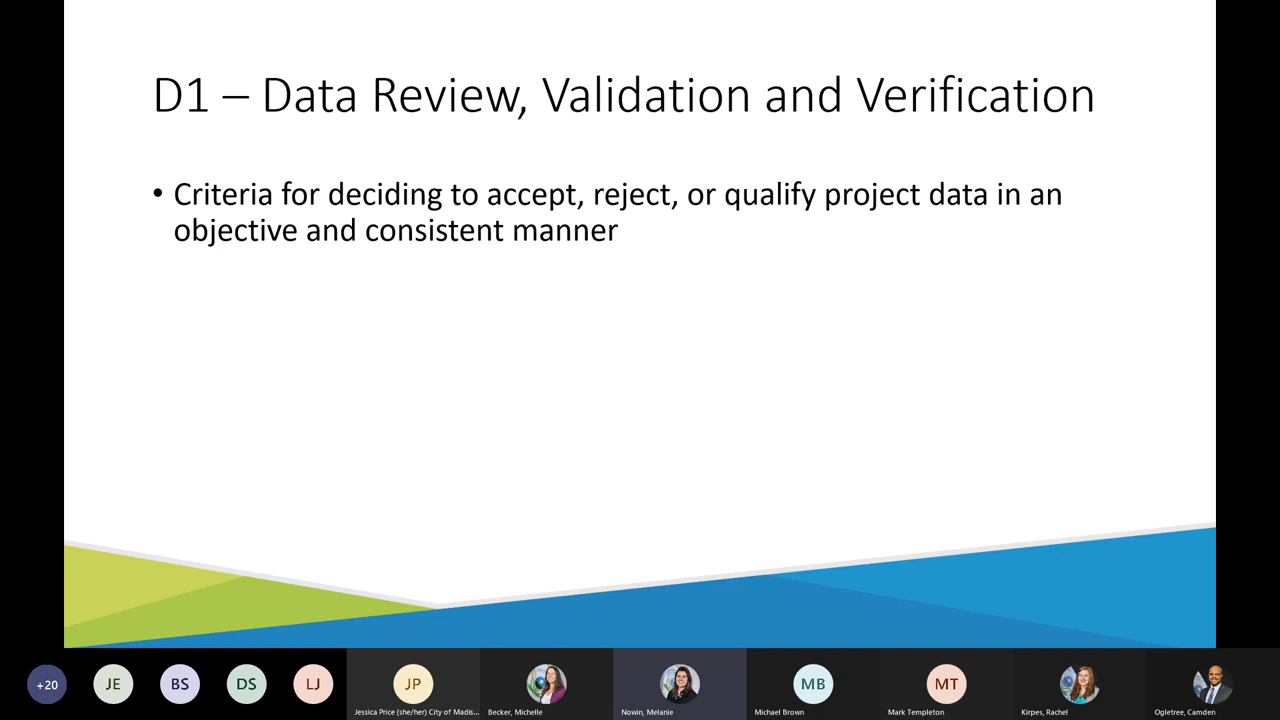 D1 – Data Review, Validation and Verification
• Criteria for deciding to accept, reject, or qualify project data in an
objective and consistent manner
+20
JE
BS
DS
LJ
JP
MB
MT
Jessica Price (she/her) City of Madis...
Becker, Michelle
Nowin, Melanie
Michael Brown
Mark Templeton
Kirpes, Rachel
Ogletree, Camden